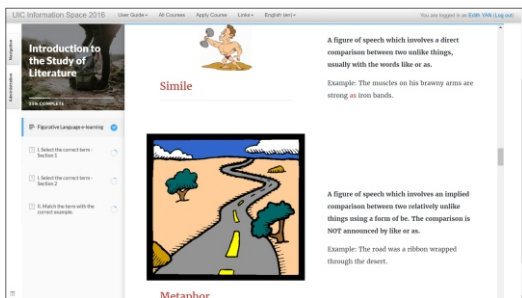 UIC Information Space 2016
User Guide
All Courses
Apply Course
Links
English (en)
You are logged in as Edith YAN (Log out)
Navigation
Administration
Introduction to
the Study of
Literature
20% COMPLETE
Figurative Language e-learning
I. Select the correct term -
Section 1
I. Select the correct term -
Section 2
II. Match the term with the
correct example.
Simile
A figure of speech which involves a direct
comparison between two unlike things,
usually with the words like or as.
Example: The muscles on his brawny arms are
strong as iron bands.
A figure of speech which involves an implied
comparison between two relatively unlike
things using a form of be. The comparison is
NOT announced by like or as.
Example: The road was a ribbon wrapped
through the desert.
Metaphor